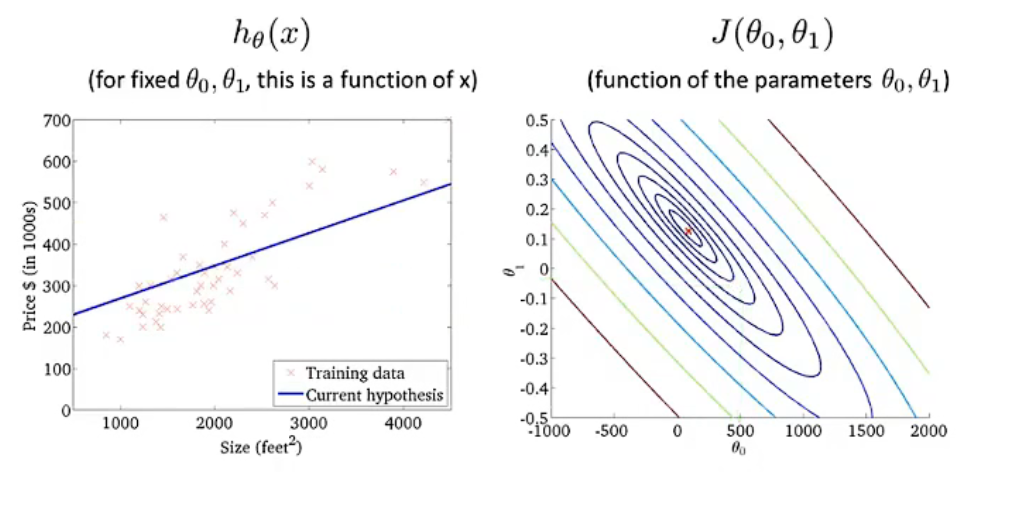 hθ(x)
(for fixed θ0, θ1, this is a function of x)
700
600
500
400
300
200
100
0
Price $ (in 1000s)
1000 2000 3000 4000
Size (feet²)
Training data
Current hypothesis
J(θ0, θ1)
(function of the parameters θ0, θ1)
0.5
0.4
0.3
0.2
0.1
0
-0.1
-0.2
-0.3
-0.4
-0.5
θ1
-1000 -500 0 500 1000 1500 2000
θ0